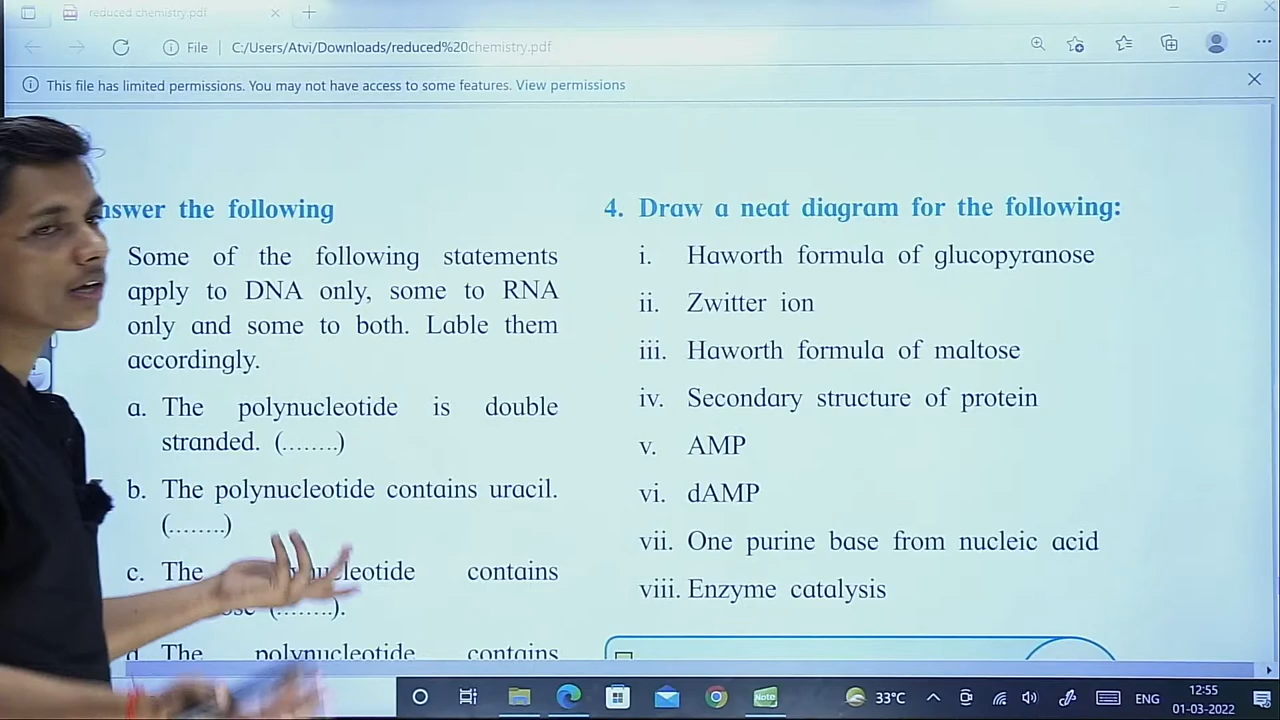 reduced chemistry.pdf
File
C:/Users/Atvi/Downloads/reduced%20chemistry.pdf
This file has limited permissions. You may not have access to some features. View permissions
nswer the following
Some of the following statements
apply to DNA only, some to RNA
only and some to both. Lable them
accordingly.
a. The polynucleotide is double
stranded. (........)
b. The polynucleotide contains uracil.
(........)
c. The contains
(........).
d The polynucleotide contains
4. Draw a neat diagram for the following:
i. Haworth formula of glucopyranose
ii. Zwitter ion
iii. Haworth formula of maltose
iv. Secondary structure of protein
v. AMP
vi. dAMP
vii. One purine base from nucleic acid
viii. Enzyme catalysis
Note
33°C
ENG
12:55
01-03-2022